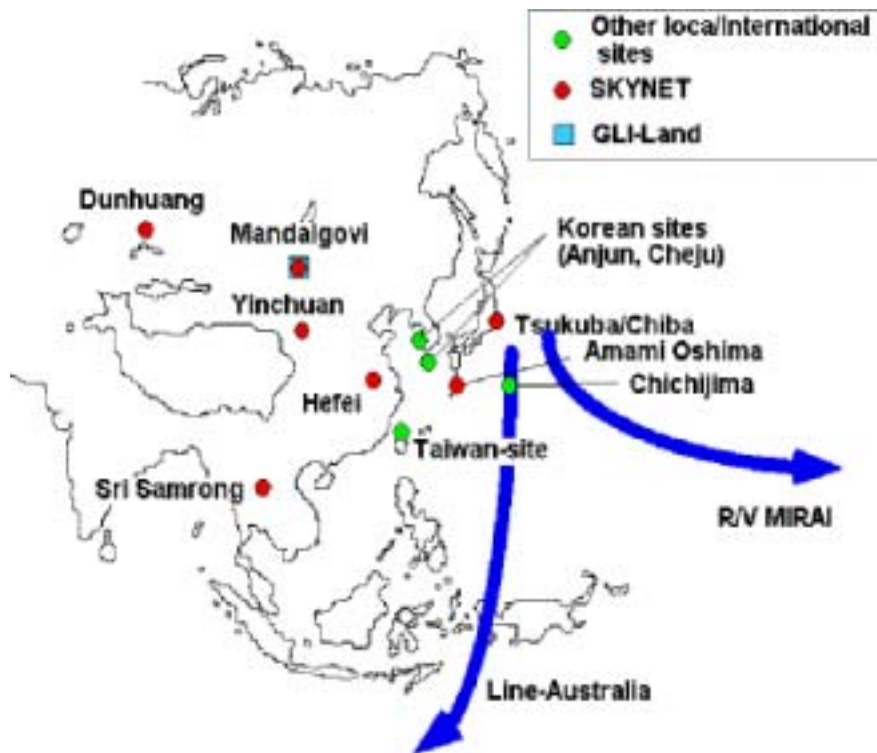 Other loca/International
sites
SKYNET
GLI-Land
Dunhuang
Mandalgovi
Korean sites
(Anjun, Cheju)
Yinchuan
Tsukuba/Chiba
Amami Oshima
Chichijima
Hefei
Taiwan-site
Sri Samrong
R/V MIRAI
Line-Australia